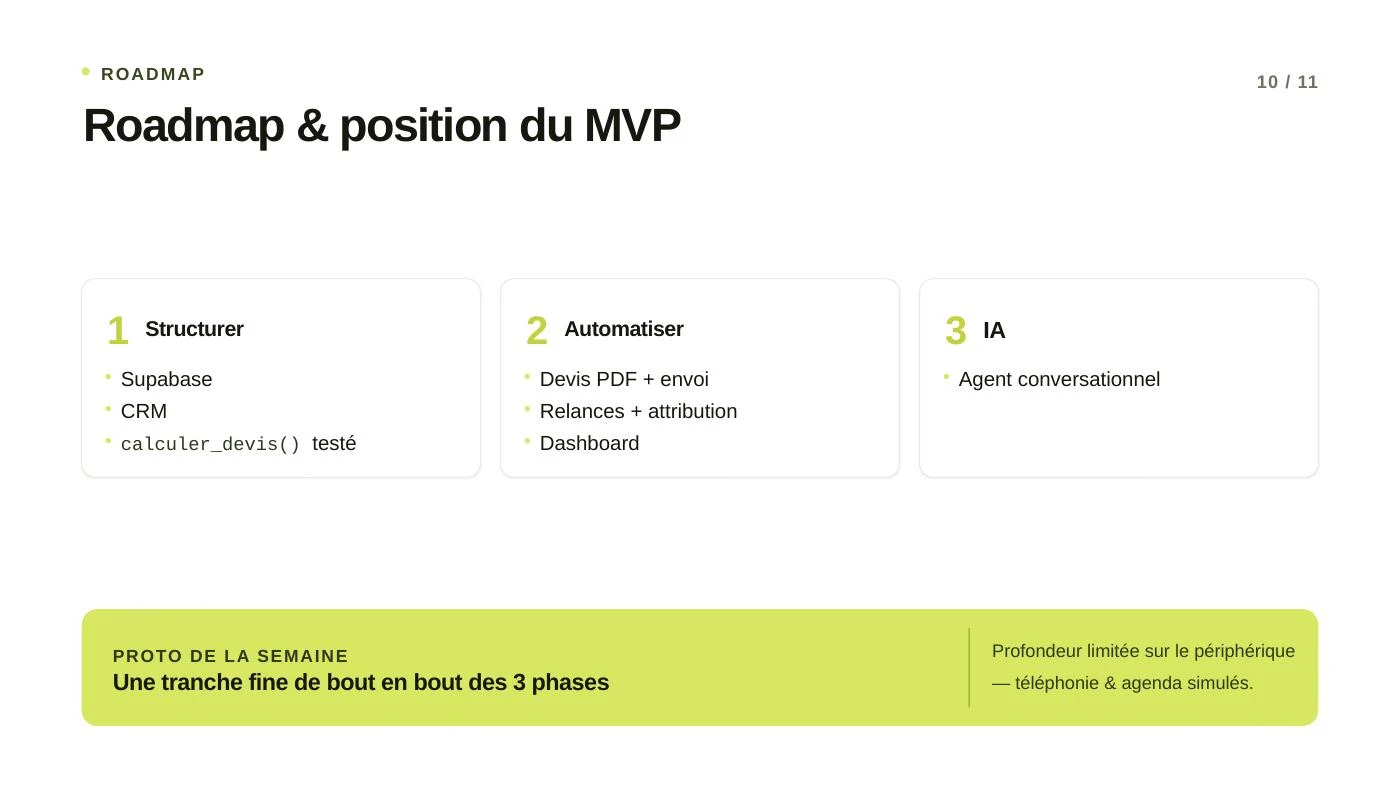 ROADMAP
10 / 11
Roadmap & position du MVP
1 Structurer
• Supabase
• CRM
• calculer_devis() testé
2 Automatiser
• Devis PDF + envoi
• Relances + attribution
• Dashboard
3 IA
• Agent conversationnel
PROTO DE LA SEMAINE
Une tranche fine de bout en bout des 3 phases
Profondeur limitée sur le périphérique
— téléphonie & agenda simulés.